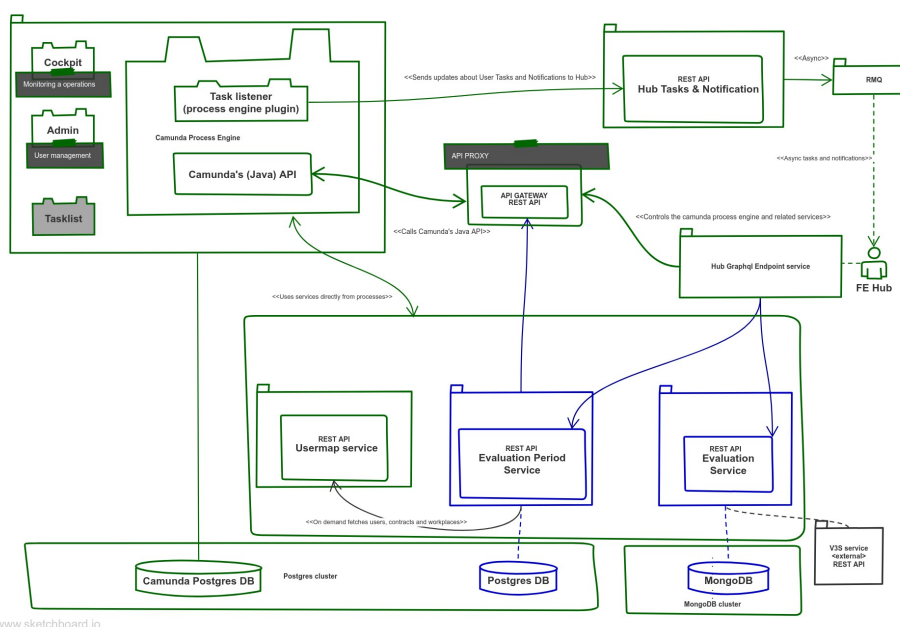 Cockpit
Monitoring a operations
Admin
User management
Tasklist
Task listener
(process engine plugin)
Camunda Process Engine
Camunda's (Java) API
<<Sends updates about User Tasks and Notifications to Hub>>
REST API
Hub Tasks & Notification
<<Async>>
RMQ
API PROXY
API GATEWAY
REST API
<<Async tasks and notifications>>
<<Controls the camunda process engine and related services>>
<<Calls Camunda's Java API>>
Hub Graphql Endpoint service
FE Hub
<<Uses services directly from processes>>
REST API
Usermap service
REST API
Evaluation Period
Service
REST API
Evaluation
Service
<<On demand fetches users, contracts and workplaces>>
V3S service
<external>
REST API
Camunda Postgres DB
Postgres cluster
Postgres DB
MongoDB
MongoDB cluster
www.sketchboard.io